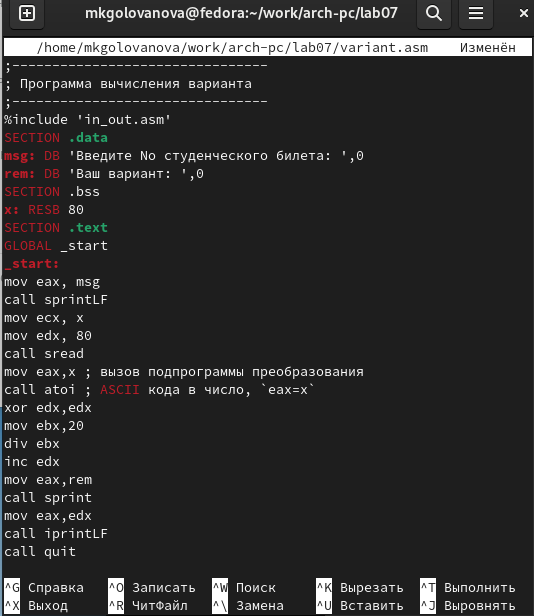 mkgolovanova@fedora:~/work/arch-pc/lab07
/home/mkgolovanova/work/arch-pc/lab07/variant.asm Изменён
;--------------------------------
; Программа вычисления варианта
;--------------------------------
%include 'in_out.asm'
SECTION .data
msg: DB 'Введите No студенческого билета: ',0
rem: DB 'Ваш вариант: ',0
SECTION .bss
x: RESB 80
SECTION .text
GLOBAL _start
_start:
mov eax, msg
call sprintLF
mov ecx, x
mov edx, 80
call sread
mov eax,x ; вызов подпрограммы преобразования
call atoi ; ASCII кода в число, `eax=x`
xor edx,edx
mov ebx,20
div ebx
inc edx
mov eax,rem
call sprint
mov eax,edx
call iprintLF
call quit
^G Справка ^O Записать ^W Поиск ^K Вырезать ^T Выполнить
^X Выход ^R ЧитФайл ^\ Замена ^U Вставить ^J Выровнять